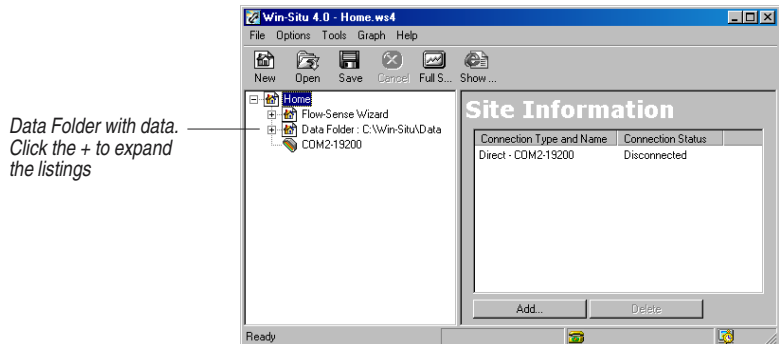 Win-Situ 4.0 - Home.ws4
File Options Tools Graph Help
New Open Save Cancel Full S... Show ...
Data Folder with data.
Click the + to expand
the listings
Home
Flow-Sense Wizard
Data Folder : C:\Win-Situ\Data
COM2-19200
Site Information
Connection Type and Name Connection Status
Direct - COM2-19200 Disconnected
Add... Delete
Ready